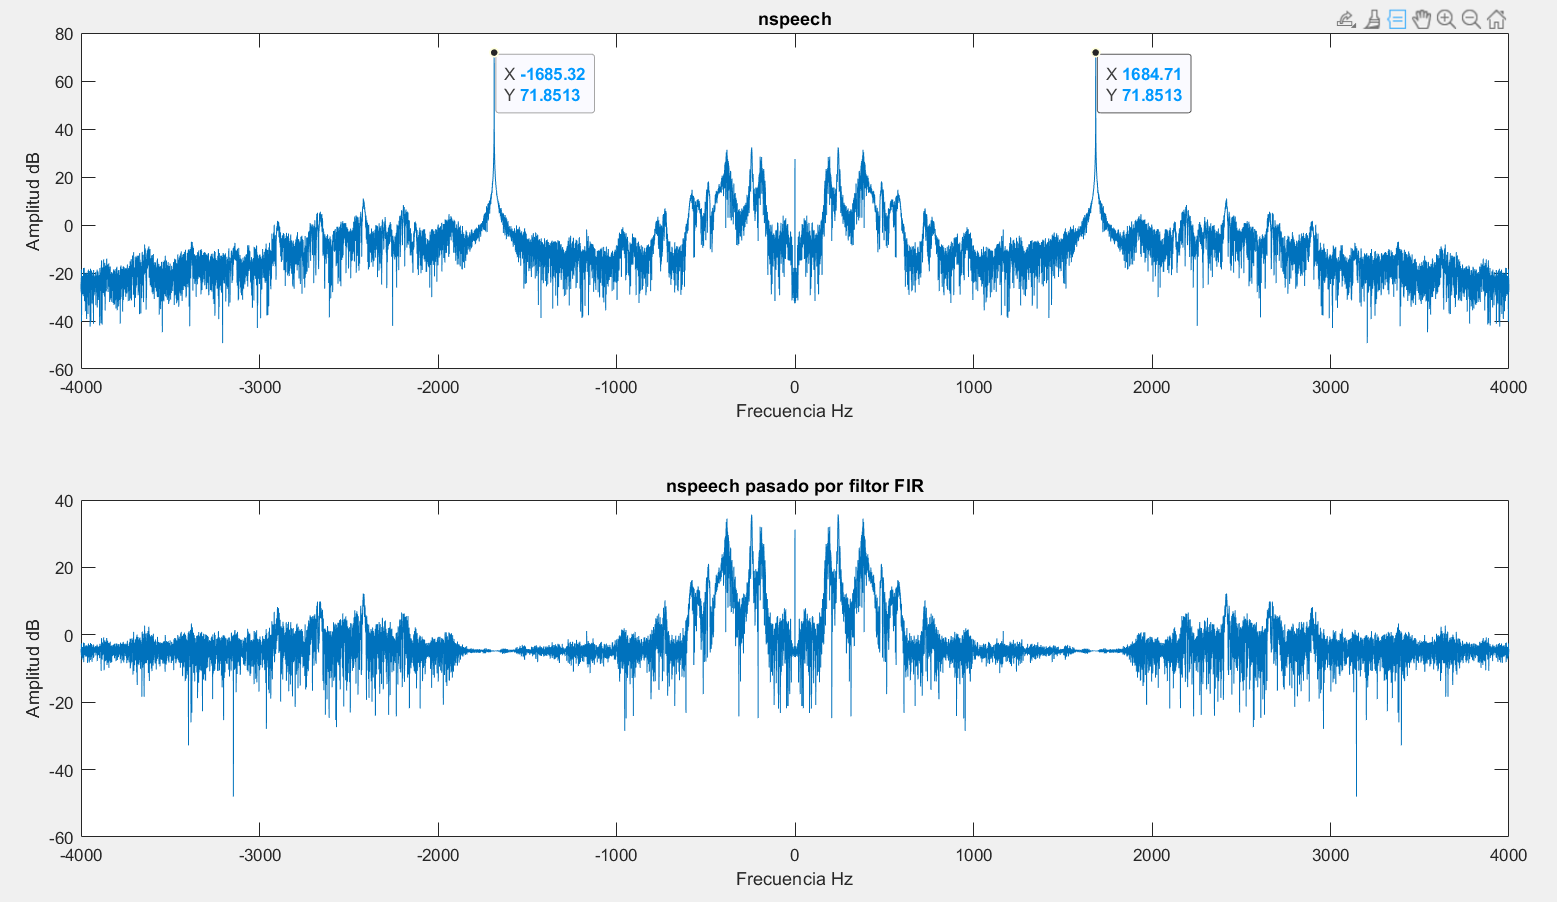 nspeech
80
60
40
20
0
-20
-40
-60
Amplitud dB
X -1685.32
Y 71.8513
X 1684.71
Y 71.8513
-4000 -3000 -2000 -1000 0 1000 2000 3000 4000
Frecuencia Hz
nspeech pasado por filtor FIR
40
20
0
-20
-40
-60
Amplitud dB
-4000 -3000 -2000 -1000 0 1000 2000 3000 4000
Frecuencia Hz